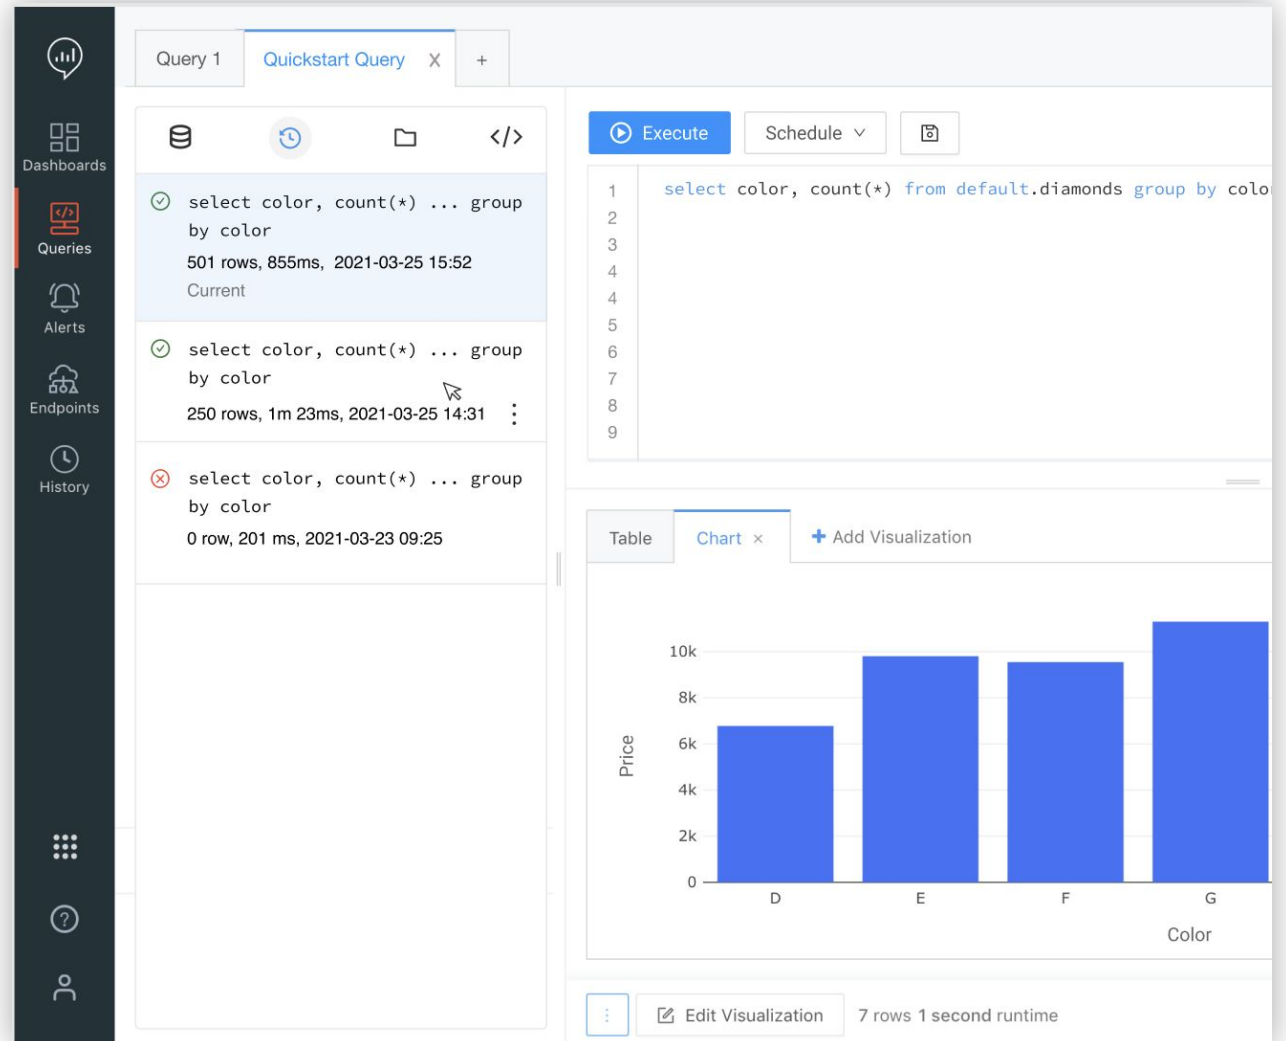 Query 1
Quickstart Query X
+
Dashboards
Queries
Alerts
Endpoints
History
select color, count(*) ... group
by color
501 rows, 855ms, 2021-03-25 15:52
Current
select color, count(*) ... group
by color
250 rows, 1m 23ms, 2021-03-25 14:31
select color, count(*) ... group
by color
0 row, 201 ms, 2021-03-23 09:25
</>
Execute
Schedule
1 select color, count(*) from default.diamonds group by colo
2
3
4
4
5
6
7
8
9
Table
Chart ×
+ Add Visualization
10k
8k
6k
4k
2k
0
Price
D E F G
Color
Edit Visualization
7 rows 1 second runtime